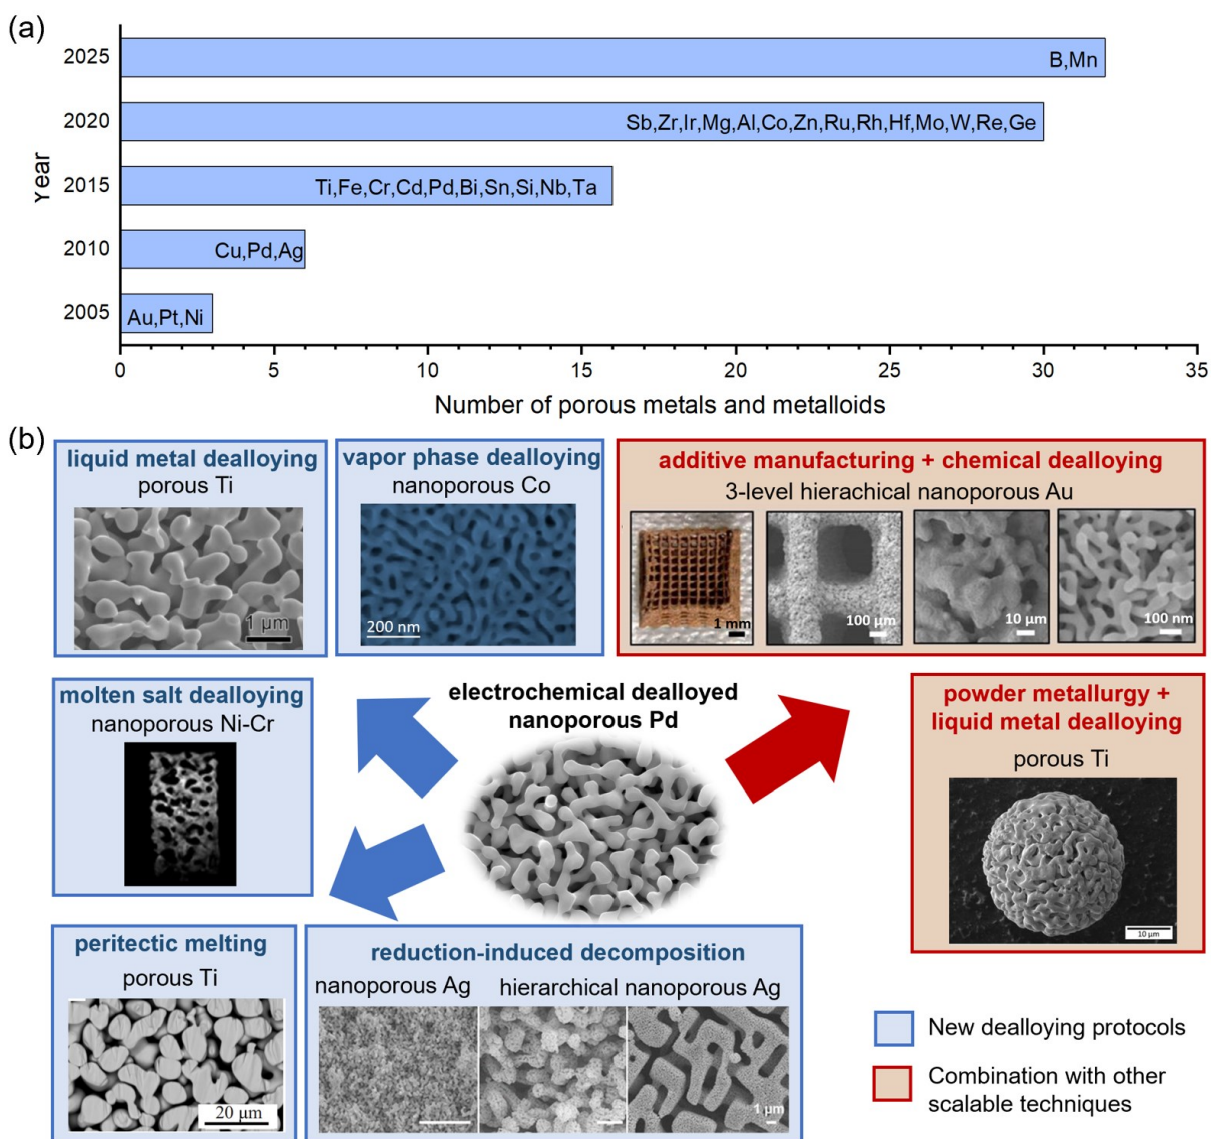 (a)
2025
B,Mn
2020
Sb,Zr,Ir,Mg,Al,Co,Zn,Ru,Rh,Hf,Mo,W,Re,Ge
Year
2015
Ti,Fe,Cr,Cd,Pd,Bi,Sn,Si,Nb,Ta
2010
Cu,Pd,Ag
2005
Au,Pt,Ni
0 5 10 15 20 25 30 35
Number of porous metals and metalloids
(b)
liquid metal dealloying
porous Ti
1 μm
vapor phase dealloying
nanoporous Co
200 nm
additive manufacturing + chemical dealloying
3-level hierachical nanoporous Au
1 mm
100 μm
10 μm
100 nm
molten salt dealloying
nanoporous Ni-Cr
electrochemical dealloyed
nanoporous Pd
powder metallurgy +
liquid metal dealloying
porous Ti
10 μm
peritectic melting
porous Ti
20 μm
reduction-induced decomposition
nanoporous Ag
hierarchical nanoporous Ag
1 μm
New dealloying protocols
Combination with other
scalable techniques